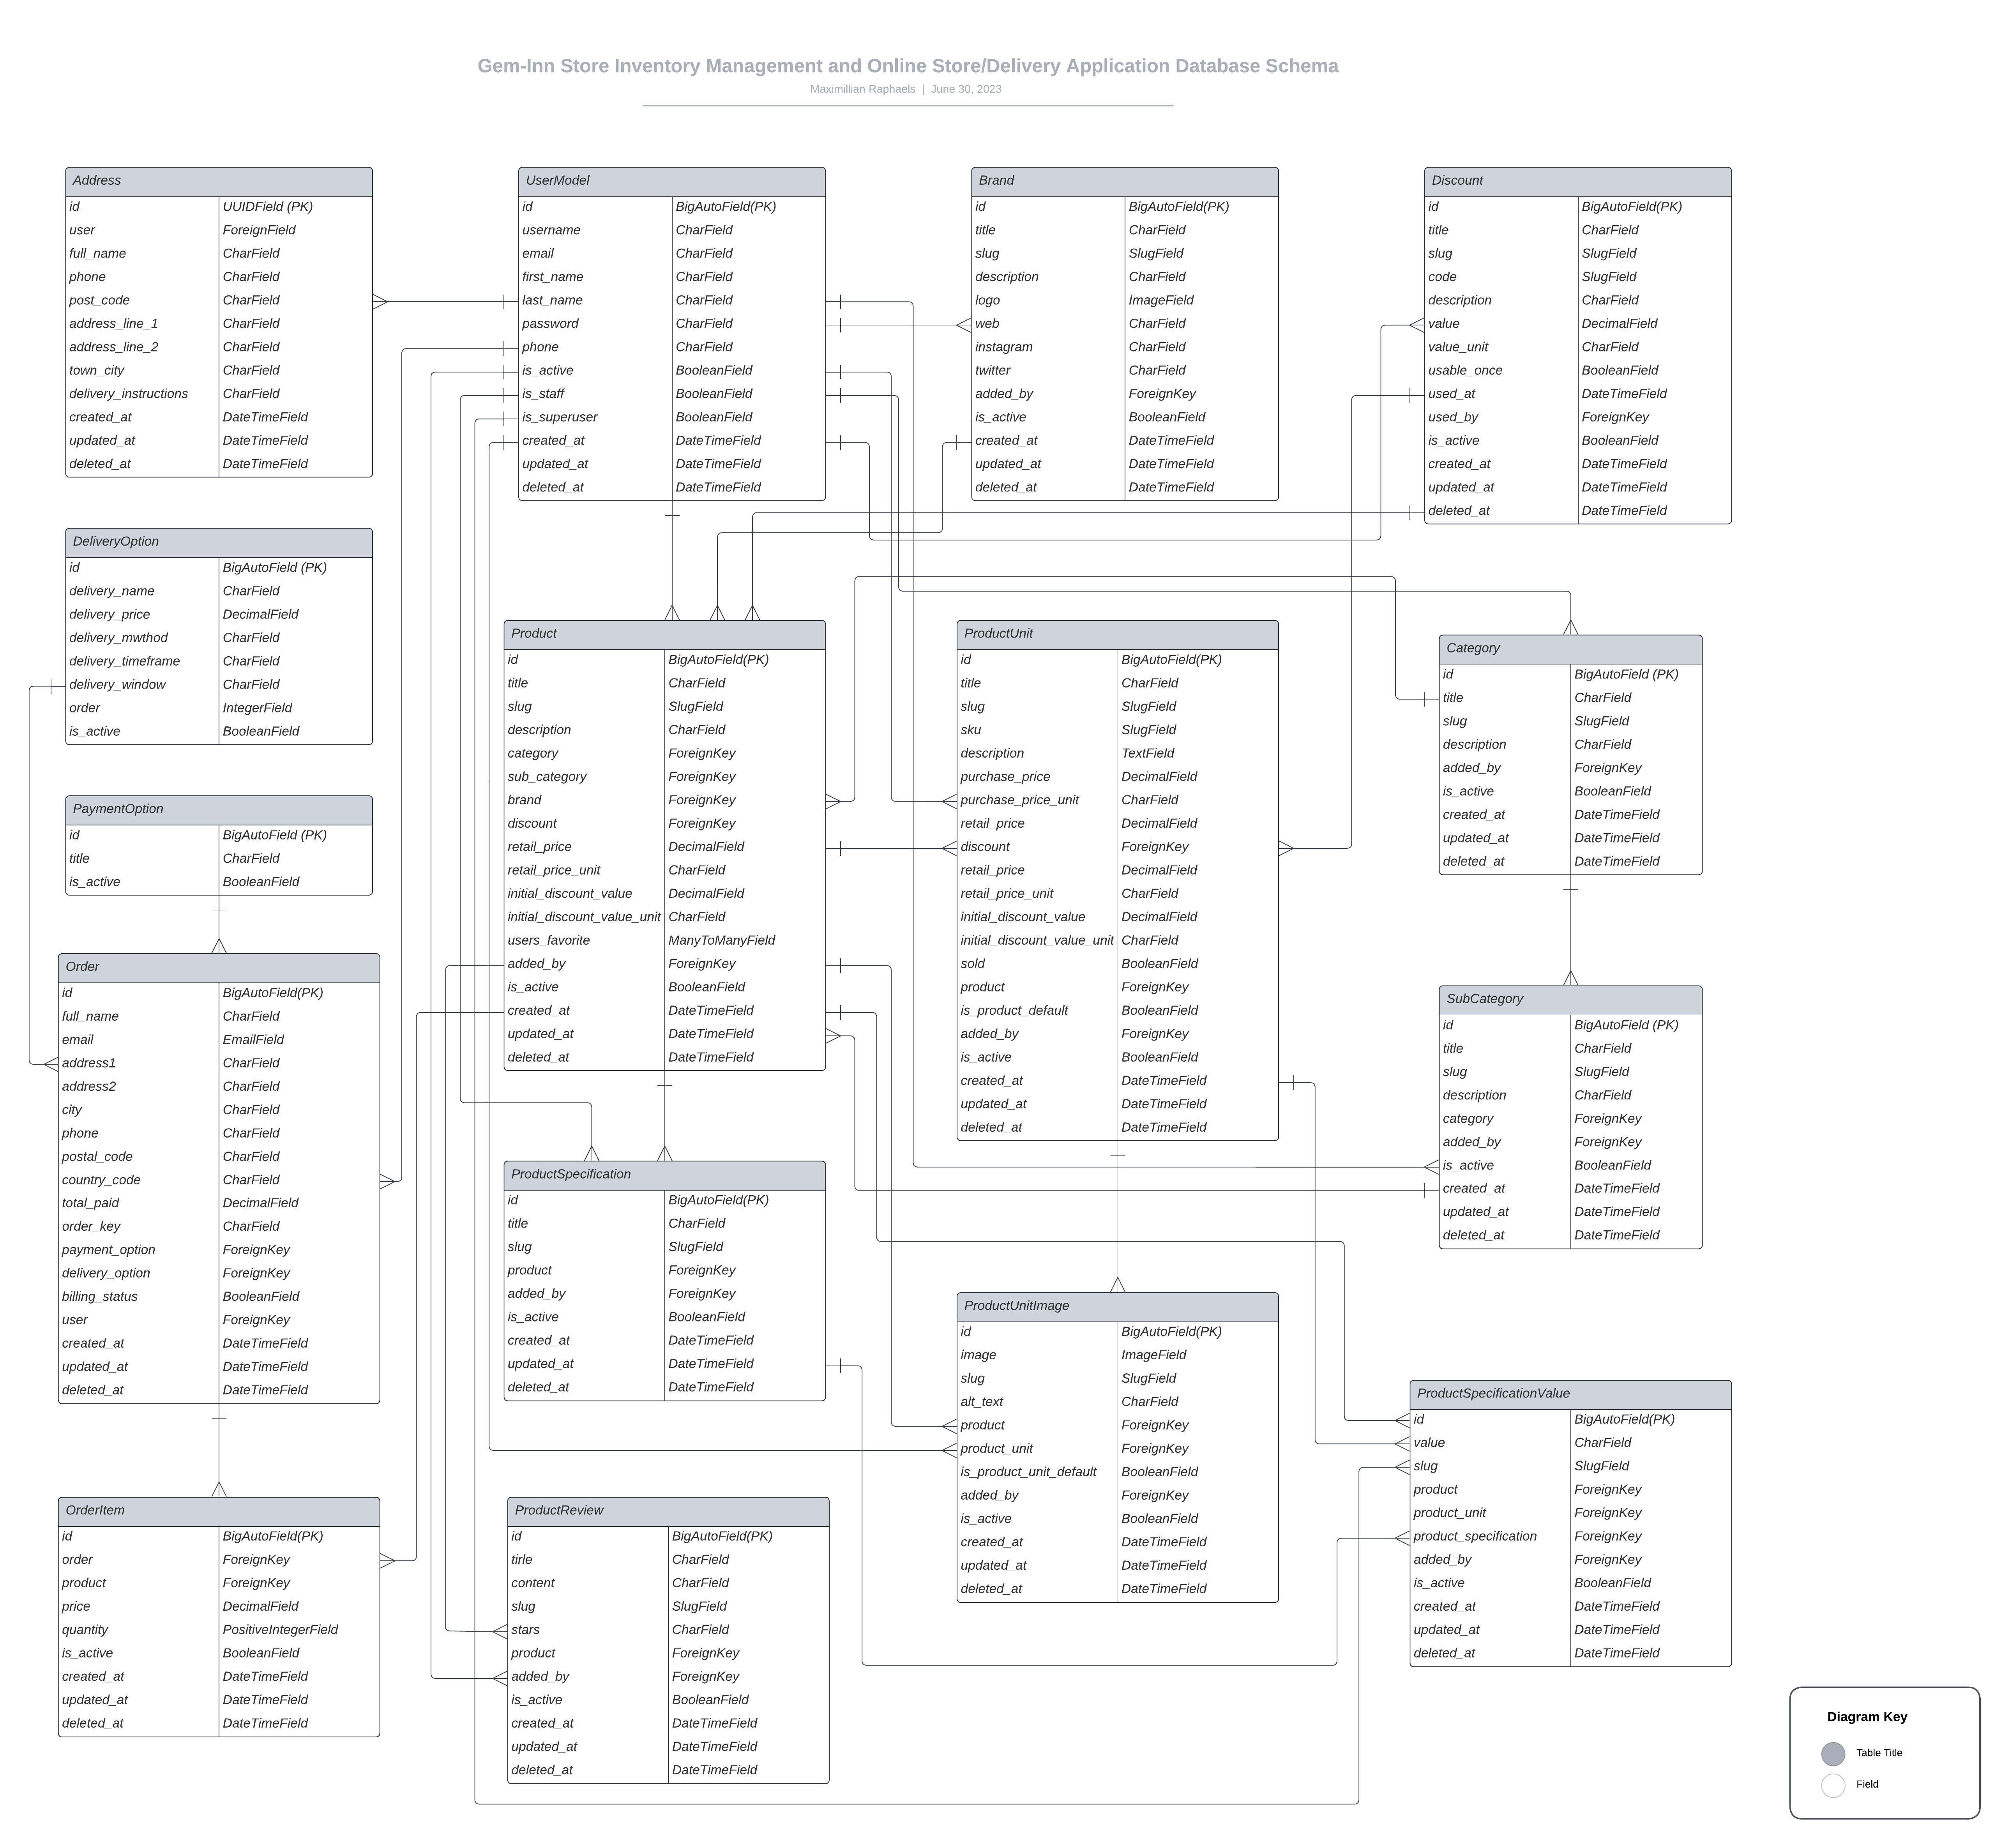 Gem-Inn Store Inventory Management and Online Store/Delivery Application Database Schema
Maximillian Raphaels | June 30, 2023
Address
id UUIDField (PK)
user ForeignField
full_name CharField
phone CharField
post_code CharField
address_line_1 CharField
address_line_2 CharField
town_city CharField
delivery_instructions CharField
created_at DateTimeField
updated_at DateTimeField
deleted_at DateTimeField
UserModel
id BigAutoField(PK)
username CharField
email CharField
first_name CharField
last_name CharField
password CharField
phone CharField
is_active BooleanField
is_staff BooleanField
is_superuser BooleanField
created_at DateTimeField
updated_at DateTimeField
deleted_at DateTimeField
Brand
id BigAutoField(PK)
title CharField
slug SlugField
description CharField
logo ImageField
web CharField
instagram CharField
twitter CharField
added_by ForeignKey
is_active BooleanField
created_at DateTimeField
updated_at DateTimeField
deleted_at DateTimeField
Discount
id BigAutoField(PK)
title CharField
slug SlugField
code SlugField
description CharField
value DecimalField
value_unit CharField
usable_once BooleanField
used_at DateTimeField
used_by ForeignKey
is_active BooleanField
created_at DateTimeField
updated_at DateTimeField
deleted_at DateTimeField
DeliveryOption
id BigAutoField (PK)
delivery_name CharField
delivery_price DecimalField
delivery_mwthod CharField
delivery_timeframe CharField
delivery_window CharField
order IntegerField
is_active BooleanField
Product
id BigAutoField(PK)
title CharField
slug SlugField
description CharField
category ForeignKey
sub_category ForeignKey
brand ForeignKey
discount ForeignKey
retail_price DecimalField
retail_price_unit CharField
initial_discount_value DecimalField
initial_discount_value_unit CharField
users_favorite ManyToManyField
added_by ForeignKey
is_active BooleanField
created_at DateTimeField
updated_at DateTimeField
deleted_at DateTimeField
ProductUnit
id BigAutoField(PK)
title CharField
slug SlugField
sku SlugField
description TextField
purchase_price DecimalField
purchase_price_unit CharField
retail_price DecimalField
discount ForeignKey
retail_price DecimalField
retail_price_unit CharField
initial_discount_value DecimalField
initial_discount_value_unit CharField
sold BooleanField
product ForeignKey
is_product_default BooleanField
added_by ForeignKey
is_active BooleanField
created_at DateTimeField
updated_at DateTimeField
deleted_at DateTimeField
Category
id BigAutoField (PK)
title CharField
slug SlugField
description CharField
added_by ForeignKey
is_active BooleanField
created_at DateTimeField
updated_at DateTimeField
deleted_at DateTimeField
PaymentOption
id BigAutoField (PK)
title CharField
is_active BooleanField
Order
id BigAutoField(PK)
full_name CharField
email EmailField
address1 CharField
address2 CharField
city CharField
phone CharField
postal_code CharField
country_code CharField
total_paid DecimalField
order_key CharField
payment_option ForeignKey
delivery_option ForeignKey
billing_status BooleanField
user ForeignKey
created_at DateTimeField
updated_at DateTimeField
deleted_at DateTimeField
SubCategory
id BigAutoField (PK)
title CharField
slug SlugField
description CharField
category ForeignKey
added_by ForeignKey
is_active BooleanField
created_at DateTimeField
updated_at DateTimeField
deleted_at DateTimeField
ProductSpecification
id BigAutoField(PK)
title CharField
slug SlugField
product ForeignKey
added_by ForeignKey
is_active BooleanField
created_at DateTimeField
updated_at DateTimeField
deleted_at DateTimeField
ProductUnitImage
id BigAutoField(PK)
image ImageField
slug SlugField
alt_text CharField
product ForeignKey
product_unit ForeignKey
is_product_unit_default BooleanField
added_by ForeignKey
is_active BooleanField
created_at DateTimeField
updated_at DateTimeField
deleted_at DateTimeField
ProductSpecificationValue
id BigAutoField(PK)
value CharField
slug SlugField
product ForeignKey
product_unit ForeignKey
product_specification ForeignKey
added_by ForeignKey
is_active BooleanField
created_at DateTimeField
updated_at DateTimeField
deleted_at DateTimeField
OrderItem
id BigAutoField(PK)
order ForeignKey
product ForeignKey
price DecimalField
quantity PositiveIntegerField
is_active BooleanField
created_at DateTimeField
updated_at DateTimeField
deleted_at DateTimeField
ProductReview
id BigAutoField(PK)
tirle CharField
content CharField
slug SlugField
stars CharField
product ForeignKey
added_by ForeignKey
is_active BooleanField
created_at DateTimeField
updated_at DateTimeField
deleted_at DateTimeField
Diagram Key
Table Title
Field